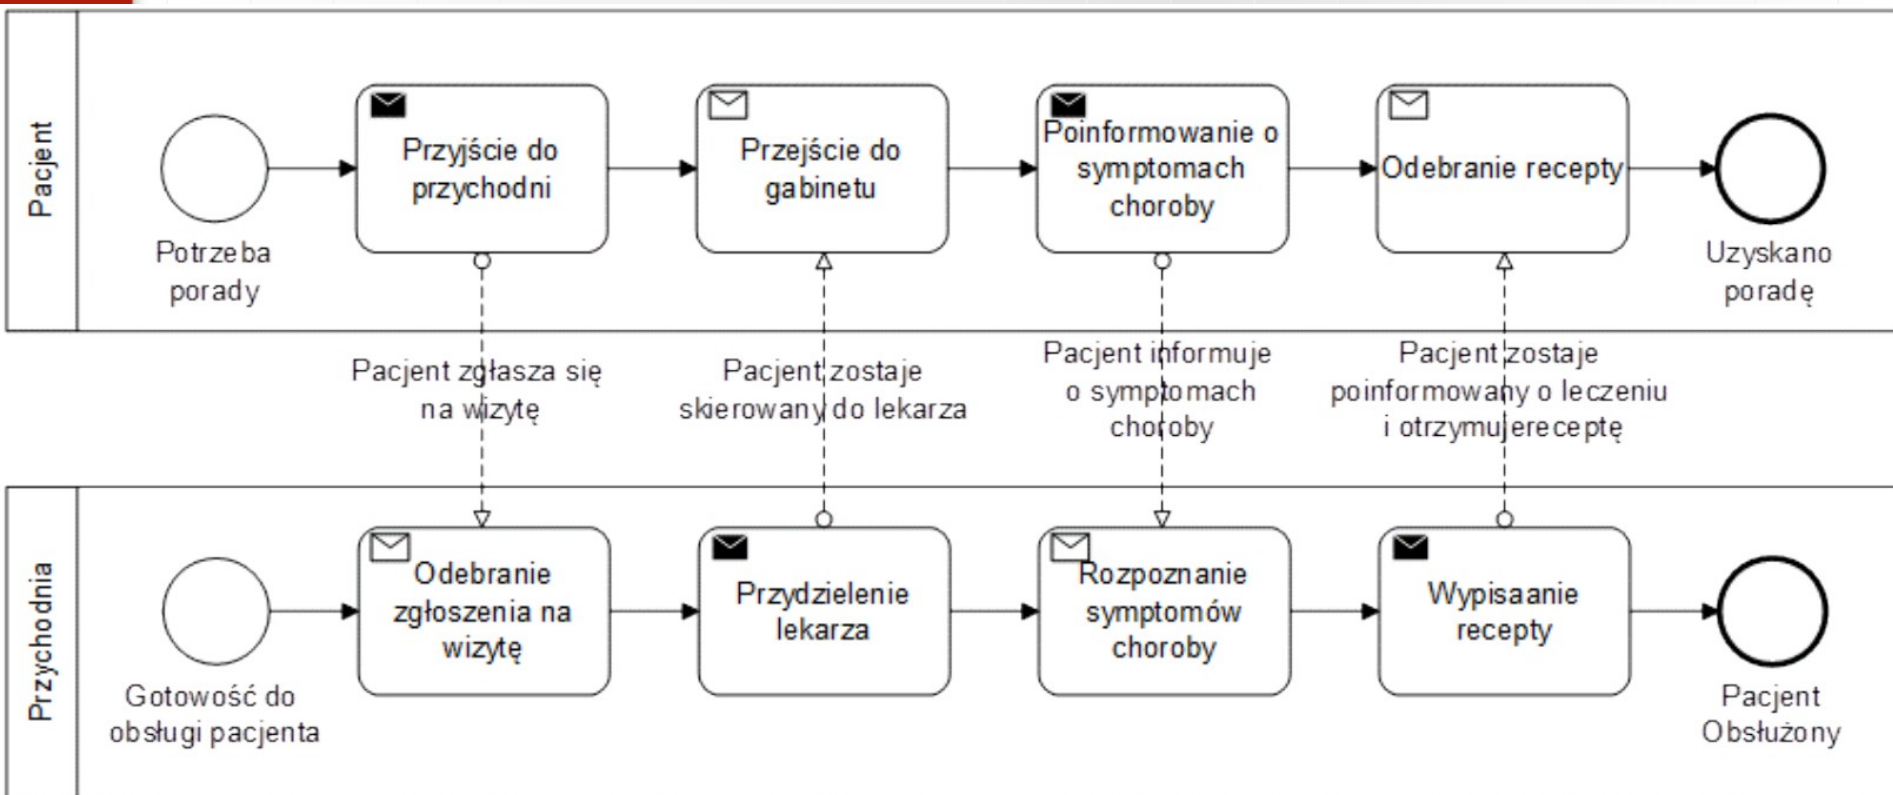 Pacjent
Przyjście do
przychodni
Przejście do
gabinetu
Poinformowanie o
symptomach
choroby
Odebranie recepty
Potrzeba
porady
Uzyskano
poradę
Pacjent zgłasza się
na wizytę
Pacjent zostaje
skierowany do lekarza
Pacjent informuje
o symptomach
choroby
Pacjent zostaje
poinformowany o leczeniu
i otrzymujereceptę
Przychodnia
Odebranie
zgłoszenia na
wizytę
Przydzielenie
lekarza
Rozpoznanie
symptomów
choroby
Wypisaanie
recepty
Gotowość do
obsługi pacjenta
Pacjent
Obsłużony